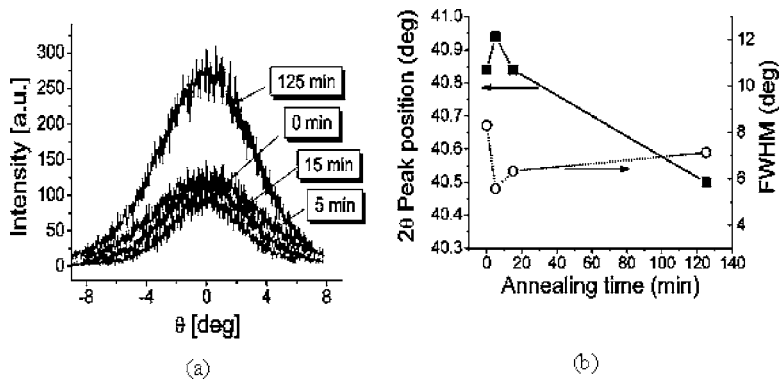 (a)
Intensity [a.u.]
300
250
200
150
100
50
0
125 min
0 min
15 min
5 min
-8
-4
0
4
8
θ [deg]
(a)
(b)
2θ Peak position (deg)
41.0
40.9
40.8
40.7
40.6
40.5
40.4
40.3
12
10
8
6
4
FWHM (deg)
0 20 40 60 80 100 120 140
Annealing time (min)
(b)